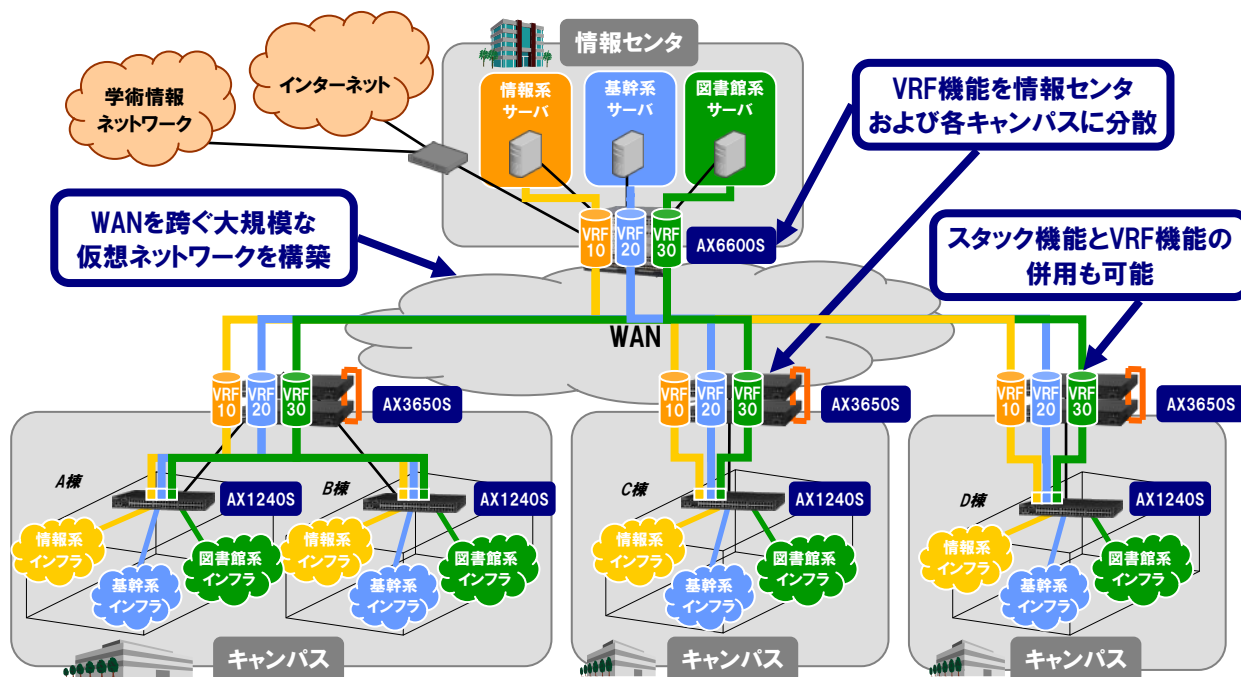 情報センタ
学術情報
ネットワーク
インターネット
情報系
サーバ
基幹系
サーバ
図書館系
サーバ
VRF機能を情報センタ
および各キャンパスに分散
WANを跨ぐ大規模な
仮想ネットワークを構築
VRF
10
VRF
20
VRF
30
AX6600S
スタック機能とVRF機能の
併用も可能
WAN
VRF
10
VRF
20
VRF
30
AX3650S
VRF
10
VRF
20
VRF
30
AX3650S
VRF
10
VRF
20
VRF
30
AX3650S
A棟
AX1240S
B棟
AX1240S
C棟
AX1240S
D棟
AX1240S
情報系
インフラ
基幹系
インフラ
図書館系
インフラ
情報系
インフラ
基幹系
インフラ
図書館系
インフラ
情報系
インフラ
基幹系
インフラ
図書館系
インフラ
情報系
インフラ
基幹系
インフラ
図書館系
インフラ
キャンパス
キャンパス
キャンパス